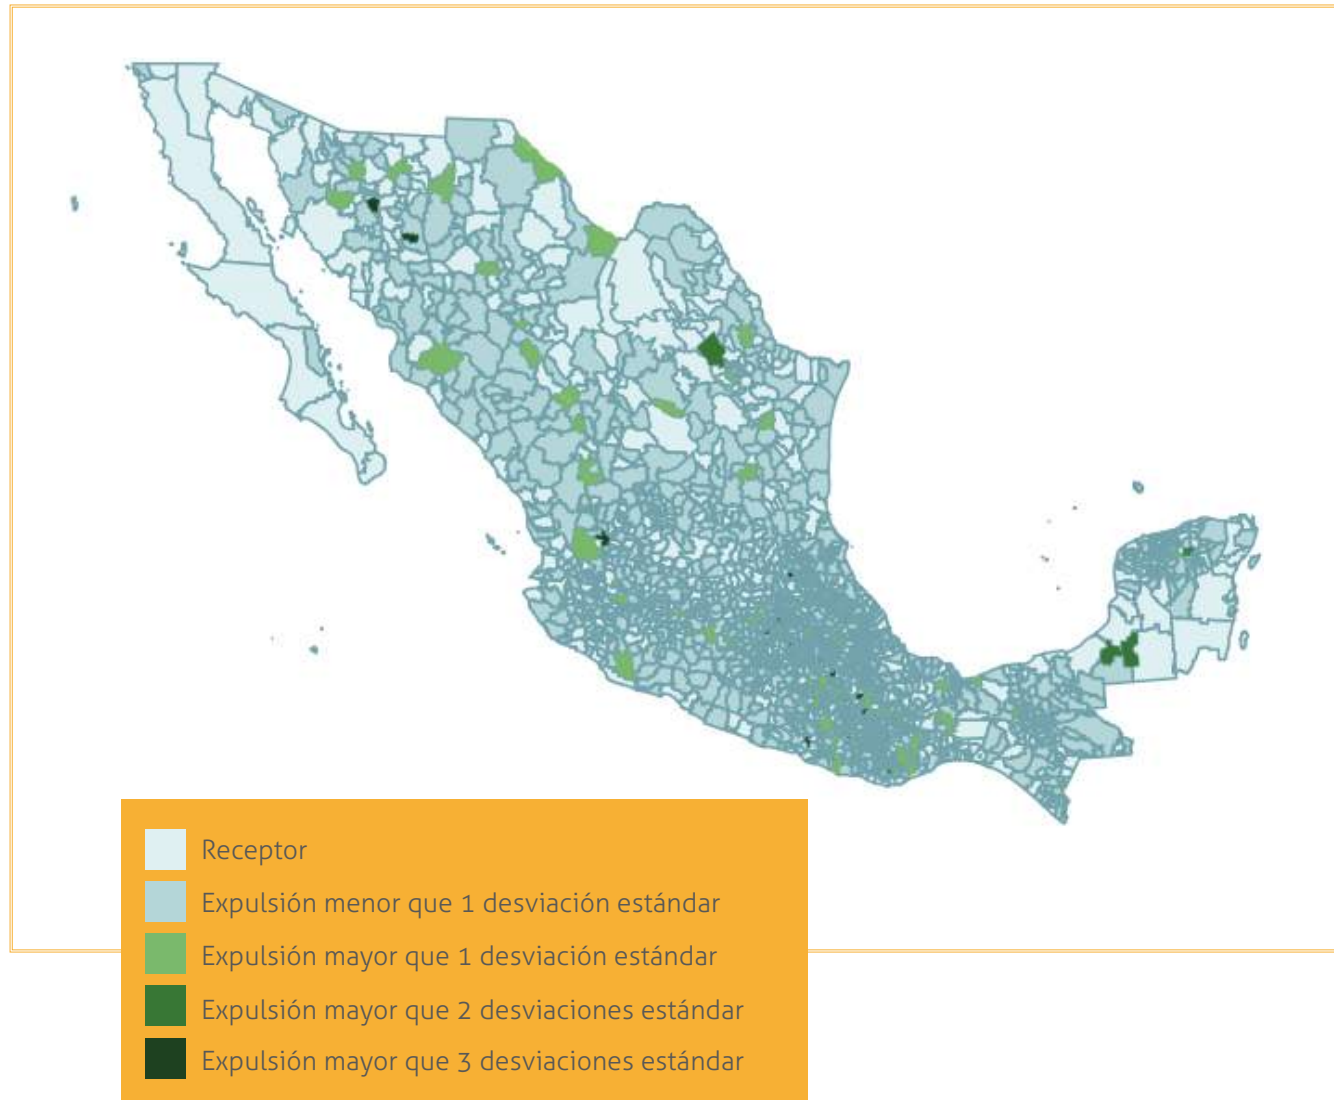 Receptor
Expulsión menor que 1 desviación estándar
Expulsión mayor que 1 desviación estándar
Expulsión mayor que 2 desviaciones estándar
Expulsión mayor que 3 desviaciones estándar